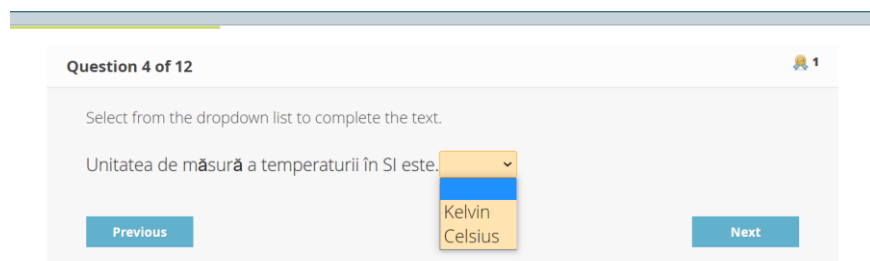 Question 4 of 12
1
Select from the dropdown list to complete the text.
Unitatea de măsură a temperaturii în SI este.
Kelvin
Celsius
Previous
Next